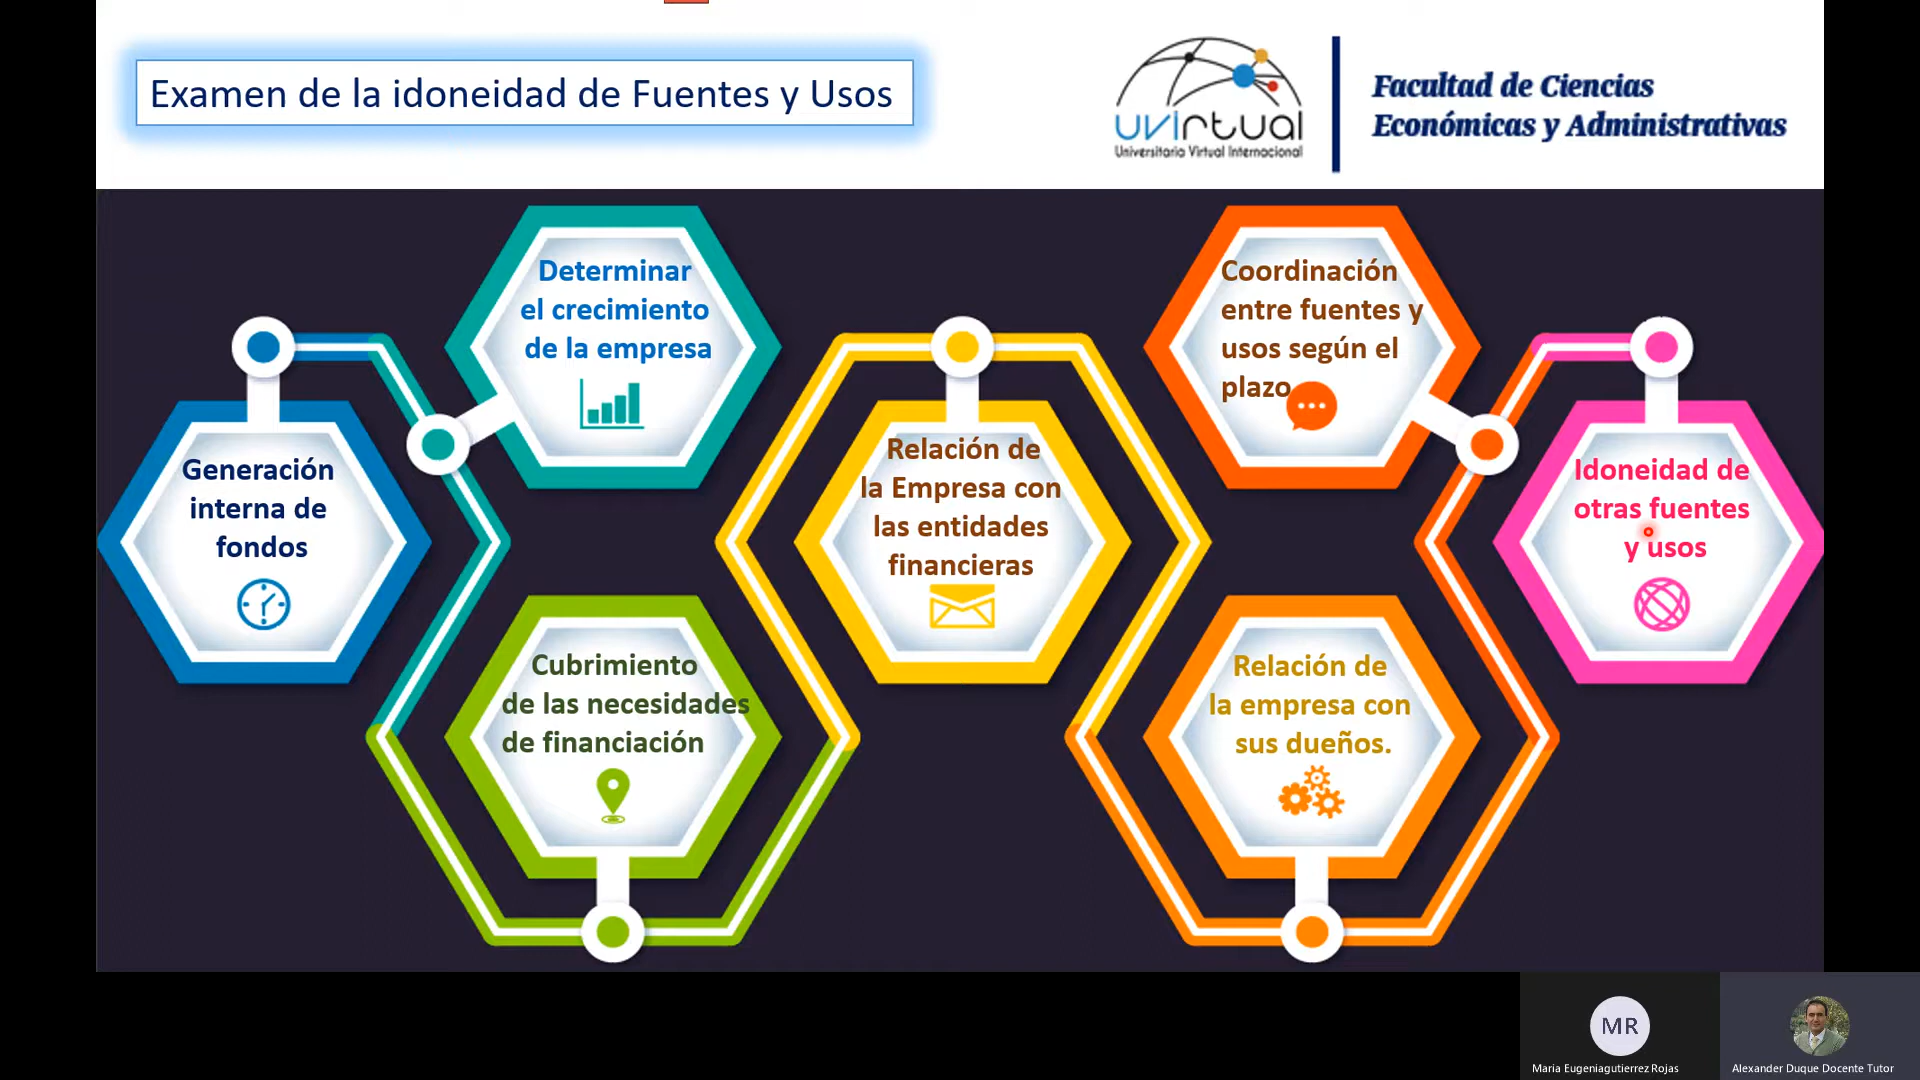 Examen de la idoneidad de Fuentes y Usos
uvirtual
Universitaria Virtual Internacional
Facultad de Ciencias
Económicas y Administrativas
Generación
interna de
fondos
Determinar
el crecimiento
de la empresa
Cubrimiento
de las necesidades
de financiación
Relación de
la Empresa con
las entidades
financieras
Relación de
la empresa con
sus dueños.
Coordinación
entre fuentes y
usos según el
plazo
Idoneidad de
otras fuentes
y usos
MR
Maria Eugeniagutierrez Rojas
Alexander Duque Docente Tutor